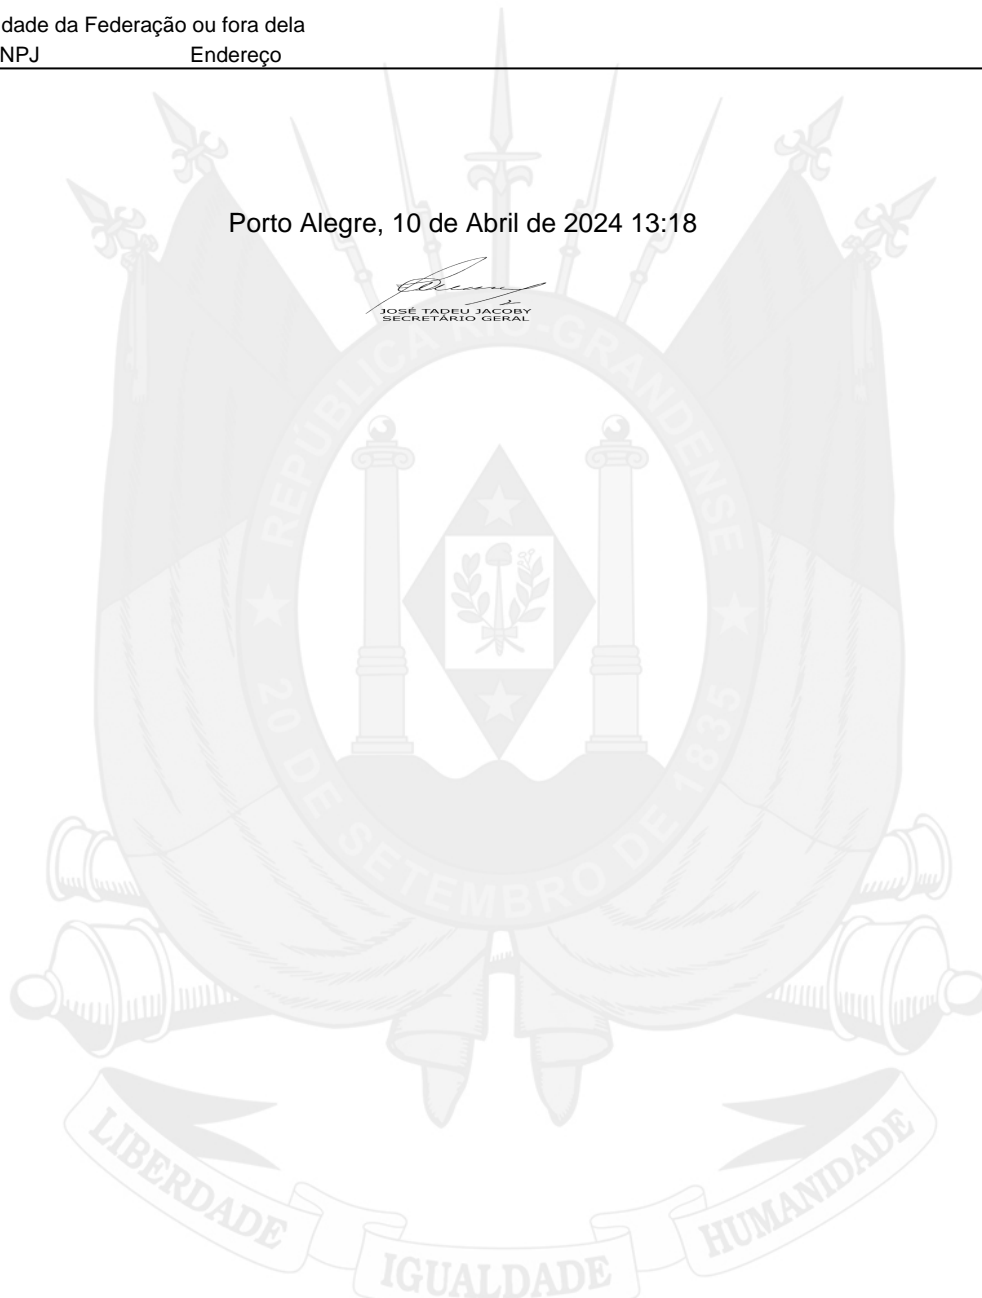 dade da Federação ou fora dela
NPJ Endereço
Porto Alegre, 10 de Abril de 2024 13:18
JOSÉ TADEU JACOBY
SECRETÁRIO GERAL
REPÚBLICA RIO-GRANDENSE
20 DE SETEMBRO DE 1835
LIBERDADE IGUALDADE HUMANIDADE